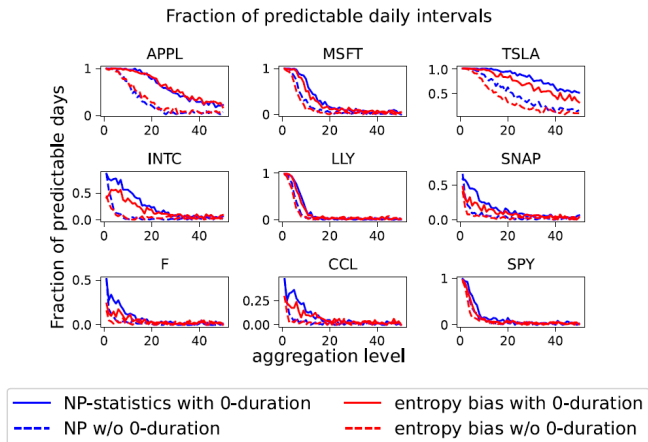 Fraction of predictable daily intervals
APPL MSFT TSLA
1
0
0 20 40
1
0
0 20 40
1.0
0.5
0 20 40
INTC LLY SNAP
0.5
0.0
0 20 40
1
0
0 20 40
0.5
0.0
0 20 40
F CCL SPY
0.5
0.0
0 20 40
0.25
0.00
0 20 40
1
0
0 20 40
Fraction of predictable days
aggregation level
NP-statistics with 0-duration
NP w/o 0-duration
entropy bias with 0-duration
entropy bias w/o 0-duration